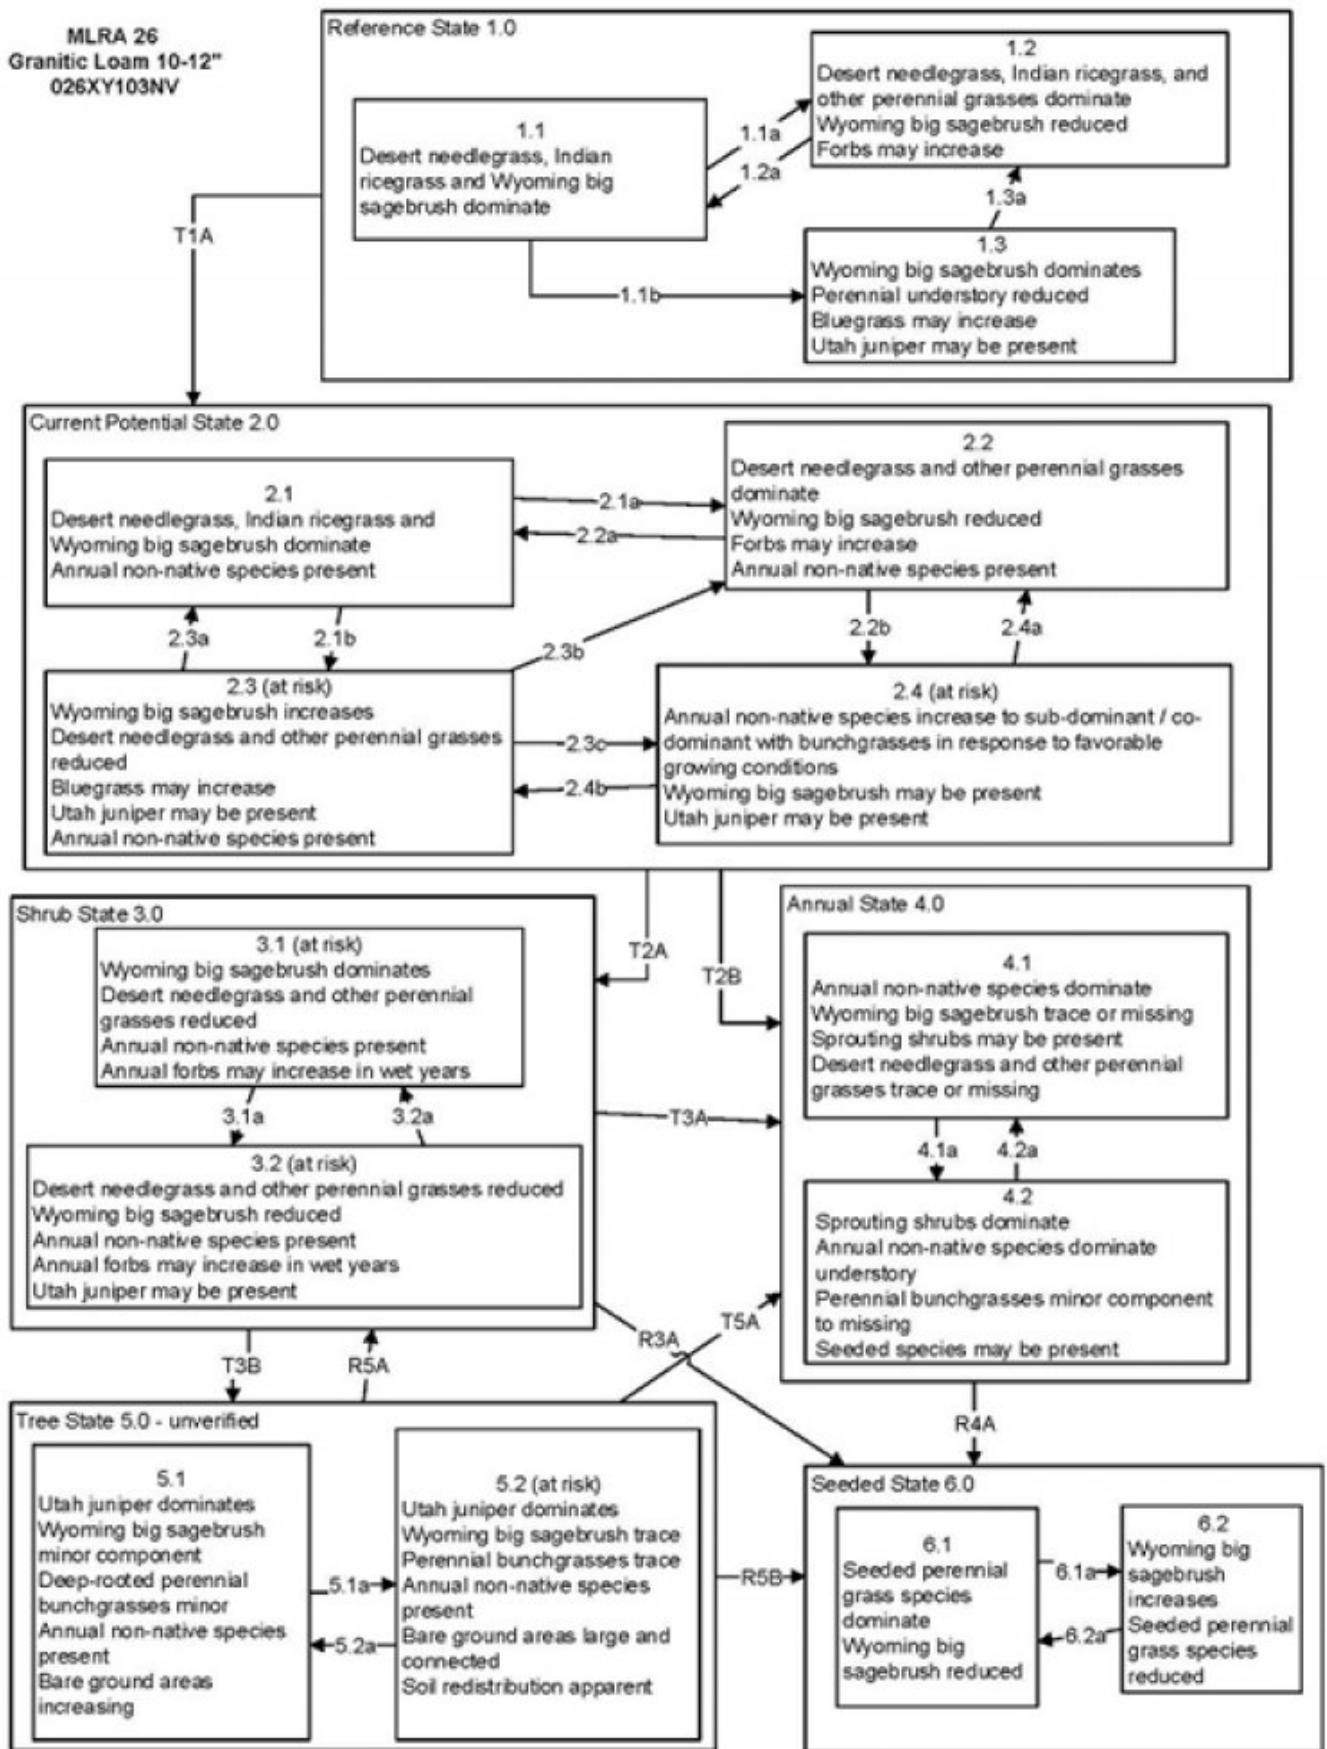 MLRA 26
Granitic Loam 10-12"
026XY103NV
Reference State 1.0
1.1
Desert needlegrass, Indian
ricegrass and Wyoming big
sagebrush dominate
1.1a
1.2a
1.2
Desert needlegrass, Indian ricegrass, and
other perennial grasses dominate
Wyoming big sagebrush reduced
Forbs may increase
1.3a
1.1b
1.3
Wyoming big sagebrush dominates
Perennial understory reduced
Bluegrass may increase
Utah juniper may be present
T1A
Current Potential State 2.0
2.1
Desert needlegrass, Indian ricegrass and
Wyoming big sagebrush dominate
Annual non-native species present
2.1a
2.2a
2.2
Desert needlegrass and other perennial grasses
dominate
Wyoming big sagebrush reduced
Forbs may increase
Annual non-native species present
2.3a
2.1b
2.3b
2.2b
2.4a
2.3 (at risk)
Wyoming big sagebrush increases
Desert needlegrass and other perennial grasses
reduced
Bluegrass may increase
Utah juniper may be present
Annual non-native species present
2.3c
2.4b
2.4 (at risk)
Annual non-native species increase to sub-dominant / co-
dominant with bunchgrasses in response to favorable
growing conditions
Wyoming big sagebrush may be present
Utah juniper may be present
T2A
T2B
Shrub State 3.0
3.1 (at risk)
Wyoming big sagebrush dominates
Desert needlegrass and other perennial
grasses reduced
Annual non-native species present
Annual forbs may increase in wet years
3.1a
3.2a
3.2 (at risk)
Desert needlegrass and other perennial grasses reduced
Wyoming big sagebrush reduced
Annual non-native species present
Annual forbs may increase in wet years
Utah juniper may be present
T3A
Annual State 4.0
4.1
Annual non-native species dominate
Wyoming big sagebrush trace or missing
Sprouting shrubs may be present
Desert needlegrass and other perennial
grasses trace or missing
4.1a
4.2a
4.2
Sprouting shrubs dominate
Annual non-native species dominate
understory
Perennial bunchgrasses minor component
to missing
Seeded species may be present
T3B
R5A
R3A
T5A
R4A
Tree State 5.0 - unverified
5.1
Utah juniper dominates
Wyoming big sagebrush
minor component
Deep-rooted perennial
bunchgrasses minor
Annual non-native species
present
Bare ground areas
increasing
5.1a
5.2a
5.2 (at risk)
Utah juniper dominates
Wyoming big sagebrush trace
Perennial bunchgrasses trace
Annual non-native species
present
Bare ground areas large and
connected
Soil redistribution apparent
R5B
Seeded State 6.0
6.1
Seeded perennial
grass species
dominate
Wyoming big
sagebrush reduced
6.1a
6.2a
6.2
Wyoming big
sagebrush
increases
Seeded perennial
grass species
reduced